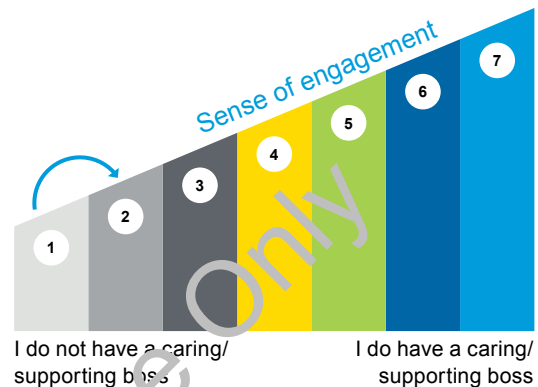 Sense of engagement
7
6
5
4
3
2
1
I do not have a caring/
supporting boss
I do have a caring/
supporting boss
e Only